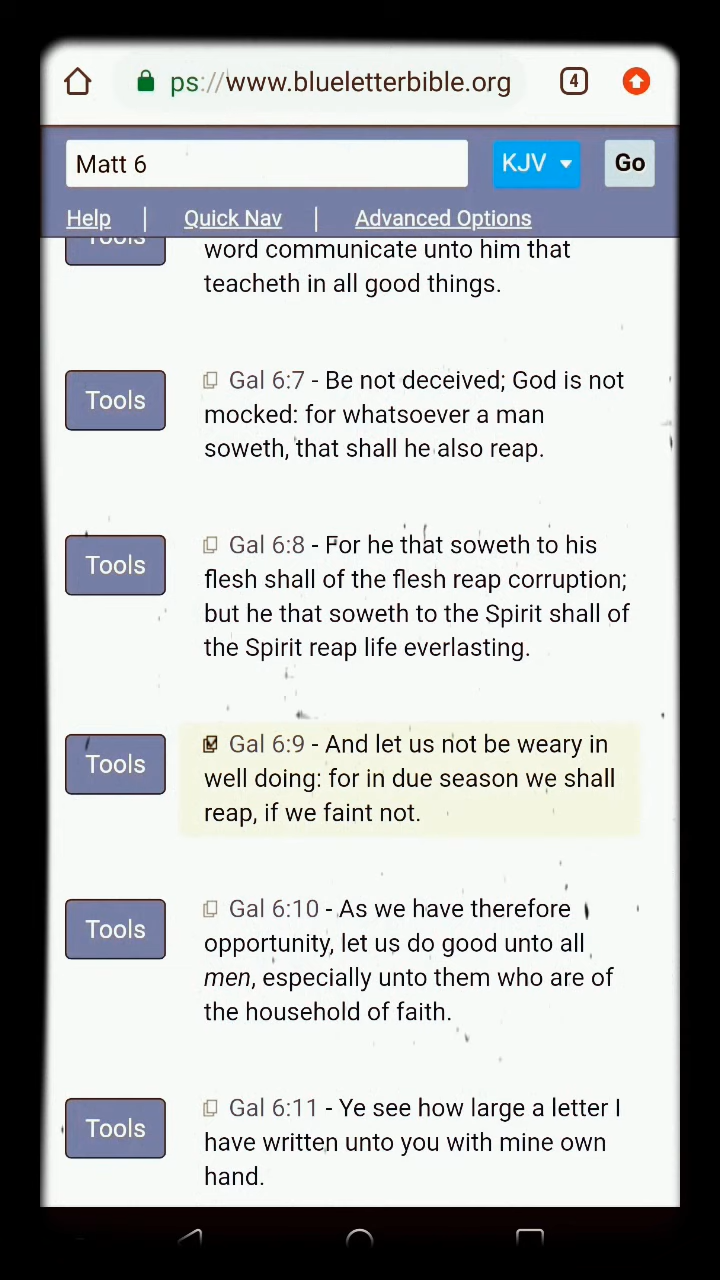 ps://www.blueletterbible.org 4
Matt 6 KJV Go
Help | Quick Nav | Advanced Options
Tools word communicate unto him that
teacheth in all good things.
Tools Gal 6:7 - Be not deceived; God is not
mocked: for whatsoever a man
soweth, that shall he also reap.
Tools Gal 6:8 - For he that soweth to his
flesh shall of the flesh reap corruption;
but he that soweth to the Spirit shall of
the Spirit reap life everlasting.
Tools Gal 6:9 - And let us not be weary in
well doing: for in due season we shall
reap, if we faint not.
Tools Gal 6:10 - As we have therefore
opportunity, let us do good unto all
men, especially unto them who are of
the household of faith.
Tools Gal 6:11 - Ye see how large a letter I
have written unto you with mine own
hand.